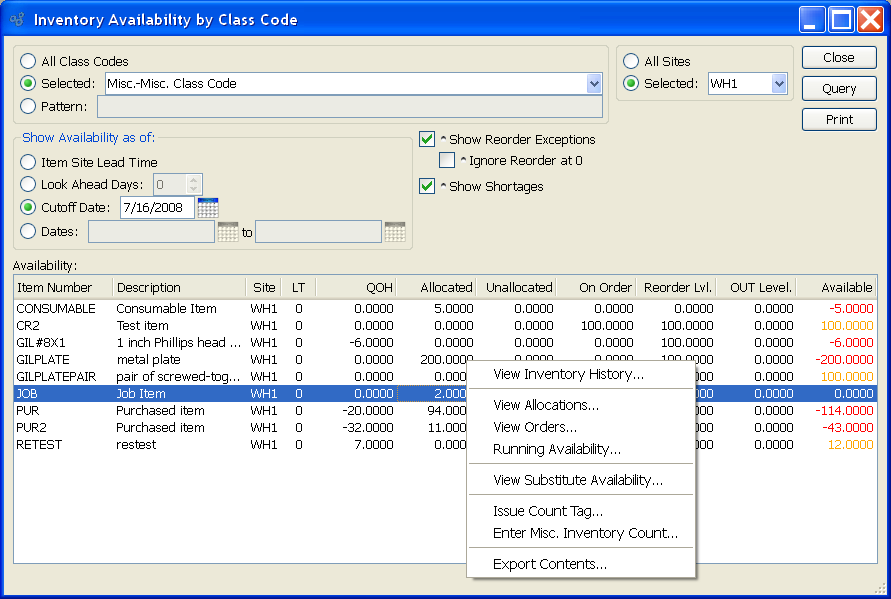 Inventory Availability by Class Code
All Class Codes
Selected: Misc.-Misc. Class Code
Pattern:
All Sites
Selected: WH1
Close
Query
Print
Show Availability as of:
Item Site Lead Time
Look Ahead Days: 0
Cutoff Date: 7/16/2008
Dates: to
^ Show Reorder Exceptions
^ Ignore Reorder at 0
^ Show Shortages
Availability:
Item Number Description Site LT QOH Allocated Unallocated On Order Reorder Lvl. OUT Level. Available
CONSUMABLE Consumable Item WH1 0 0.0000 5.0000 0.0000 0.0000 0.0000 0.0000 -5.0000
CR2 Test item WH1 0 0.0000 0.0000 0.0000 100.0000 100.0000 0.0000 100.0000
GIL#8X1 1 inch Phillips head ... WH1 0 -6.0000 0.0000 0.0000 0.0000 0.0000 0.0000 -6.0000
GILPLATE metal plate WH1 0 0.0000 200.0000 0.0000 0.0000 100.0000 0.0000 -200.0000
GILPLATEPAIR pair of screwed-tog... WH1 0 0.0000 0.000 000 0.0000 100.0000
JOB Job Item WH1 0 0.0000 2.000 000 0.0000 0.0000
PUR Purchased item WH1 0 -20.0000 94.000 000 0.0000 -114.0000
PUR2 Purchased item WH1 0 -32.0000 11.000 000 0.0000 -43.0000
RETEST restest WH1 0 7.0000 0.000 000 0.0000 12.0000
View Inventory History...
View Allocations...
View Orders...
Running Availability...
View Substitute Availability...
Issue Count Tag...
Enter Misc. Inventory Count...
Export Contents...